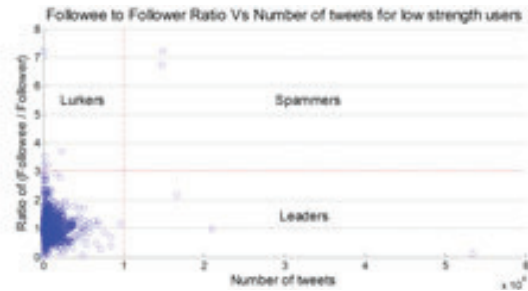 Followee to Follower Ratio Vs Number of tweets for low strength users
Ratio of (Followee / Follower)
8
7
6
5
4
3
2
1
0
Lurkers
Spammers
Leaders
0
1
2
3
4
5
6
Number of tweets